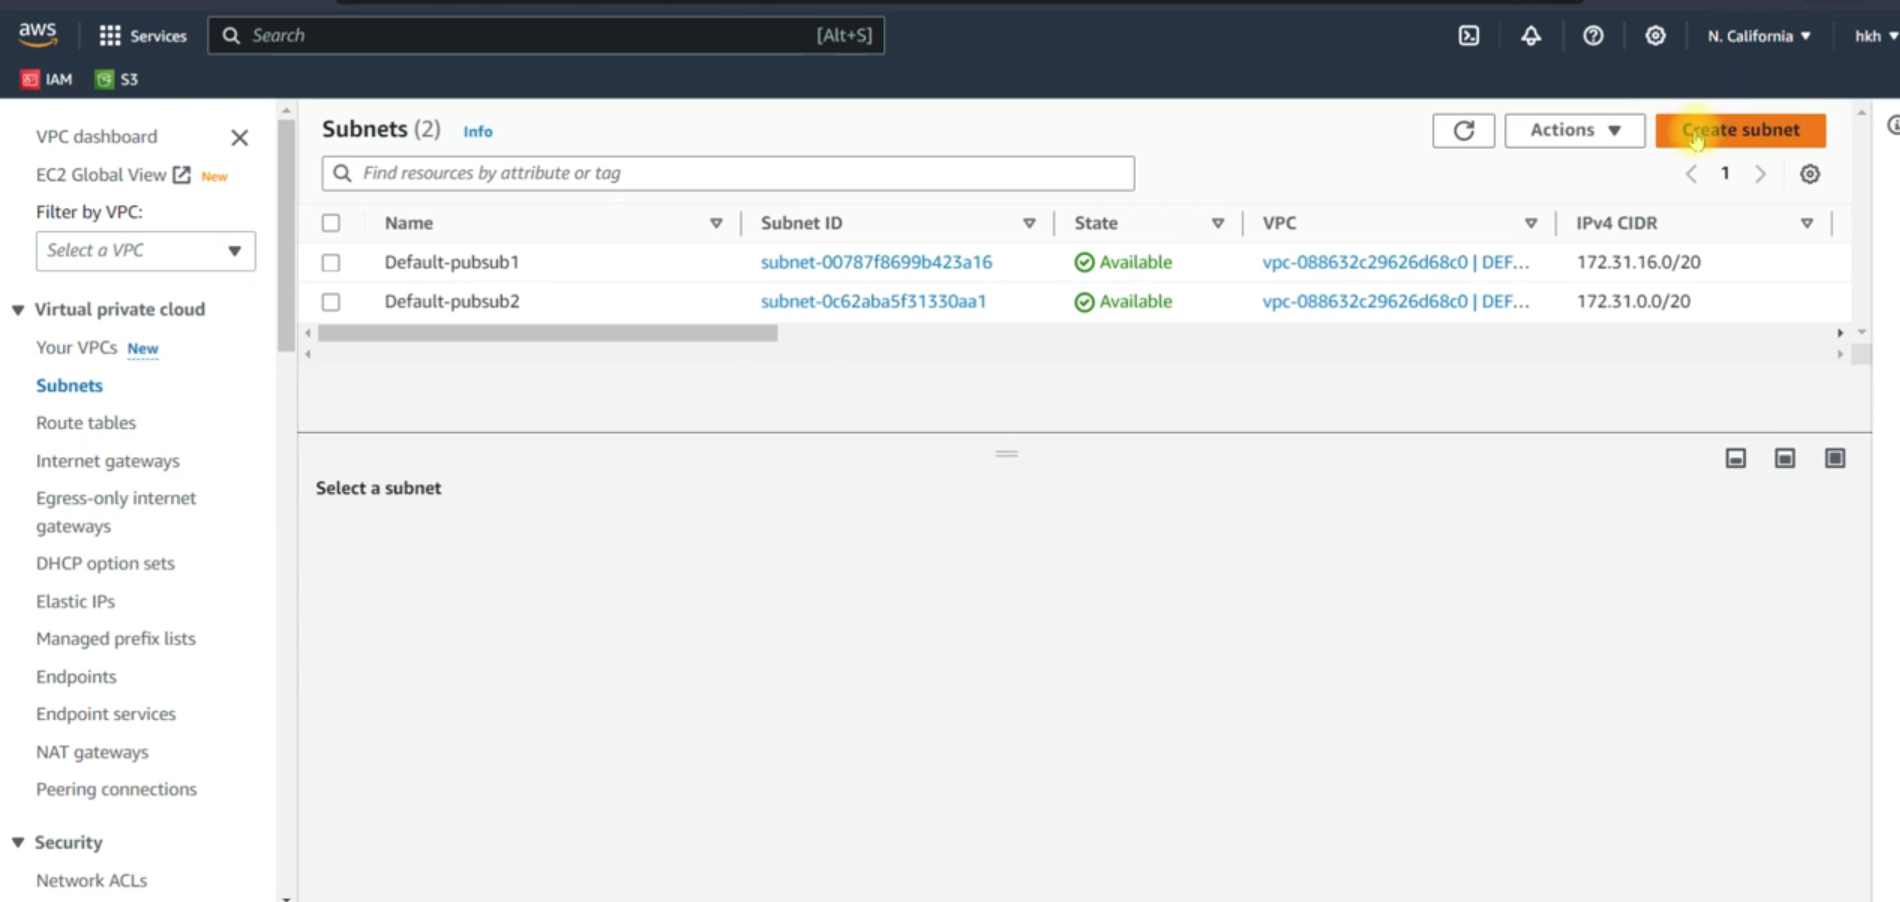 aws
Services
Search
[Alt+S]
N. California
hkh
IAM
S3
VPC dashboard
EC2 Global View
New
Filter by VPC:
Select a VPC
Virtual private cloud
Your VPCs
New
Subnets
Route tables
Internet gateways
Egress-only internet
gateways
DHCP option sets
Elastic IPs
Managed prefix lists
Endpoints
Endpoint services
NAT gateways
Peering connections
Security
Network ACLs
Subnets (2)
Info
Actions
Create subnet
Find resources by attribute or tag
1
Name
Subnet ID
State
VPC
IPv4 CIDR
Default-pubsub1
subnet-00787f8699b423a16
Available
vpc-088632c29626d68c0 | DEF...
172.31.16.0/20
Default-pubsub2
subnet-0c62aba5f31330aa1
Available
vpc-088632c29626d68c0 | DEF...
172.31.0.0/20
Select a subnet